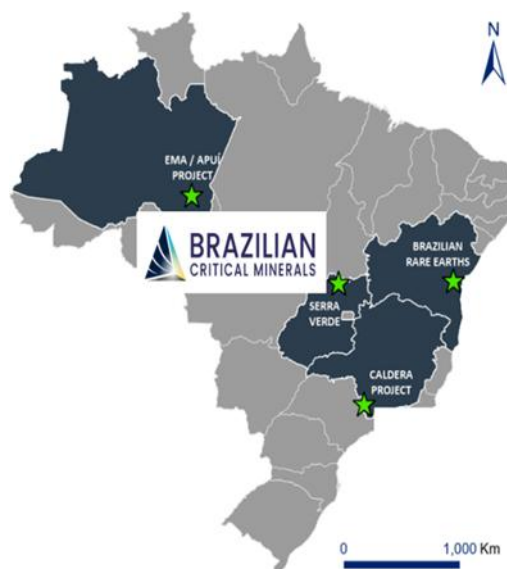 N
EMA / APUÍ
PROJECT
BRAZILIAN
CRITICAL MINERALS
BRAZILIAN
RARE EARTHS
SERRA
VERDE
CALDERA
PROJECT
0 1,000 Km